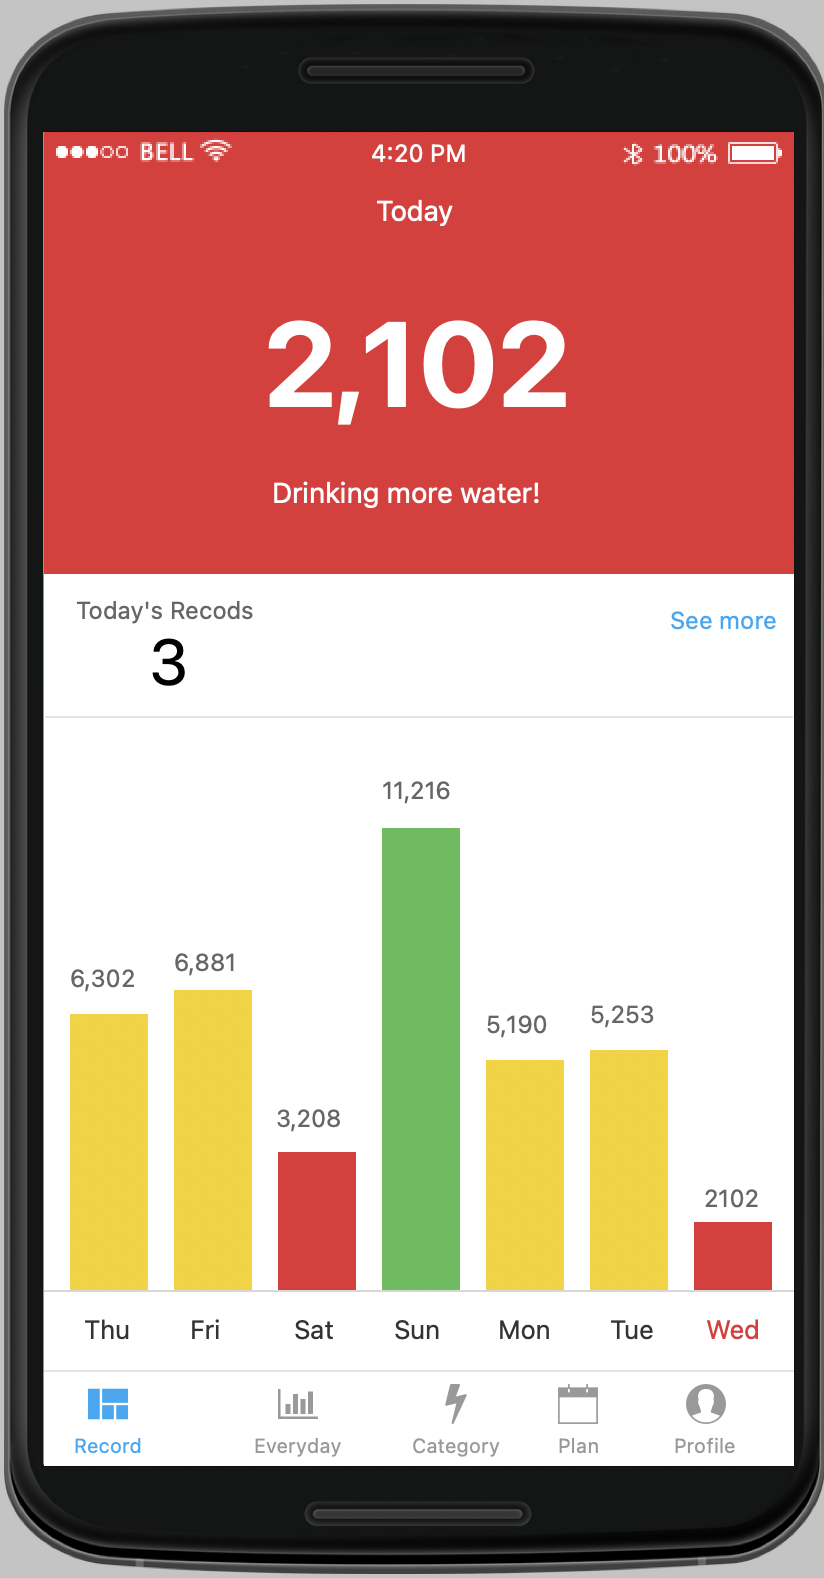 BELL 4:20 PM 100%
Today
2,102
Drinking more water!
Today's Recods
See more
3
11,216
6,881
6,302
5,253
5,190
3,208
2102
Thu Fri Sat Sun Mon Tue Wed
Record Everyday Category Plan Profile